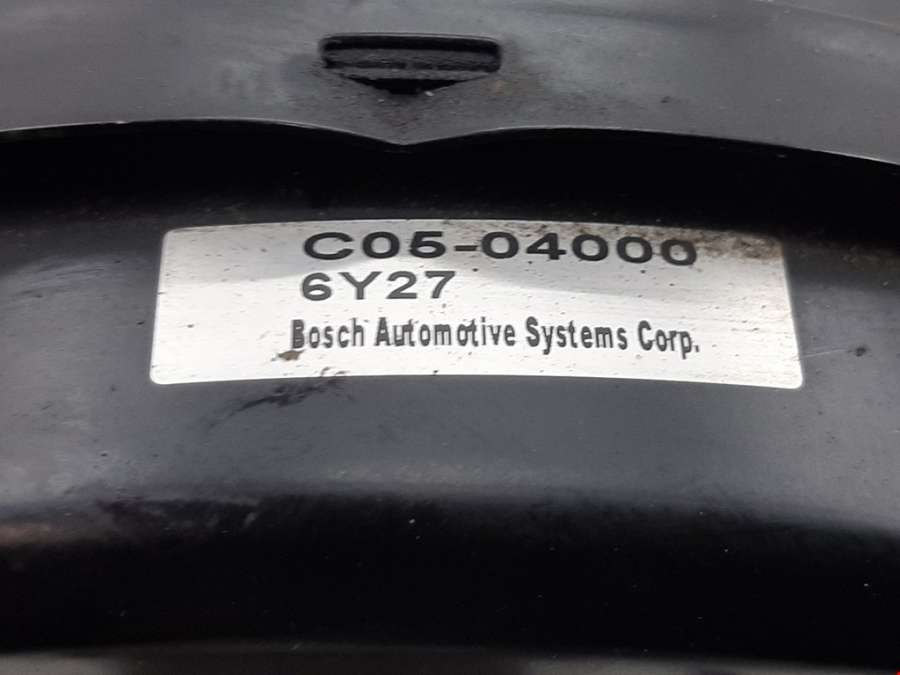 C05-04000
6Y27
Bosch Automotive Systems Corp.